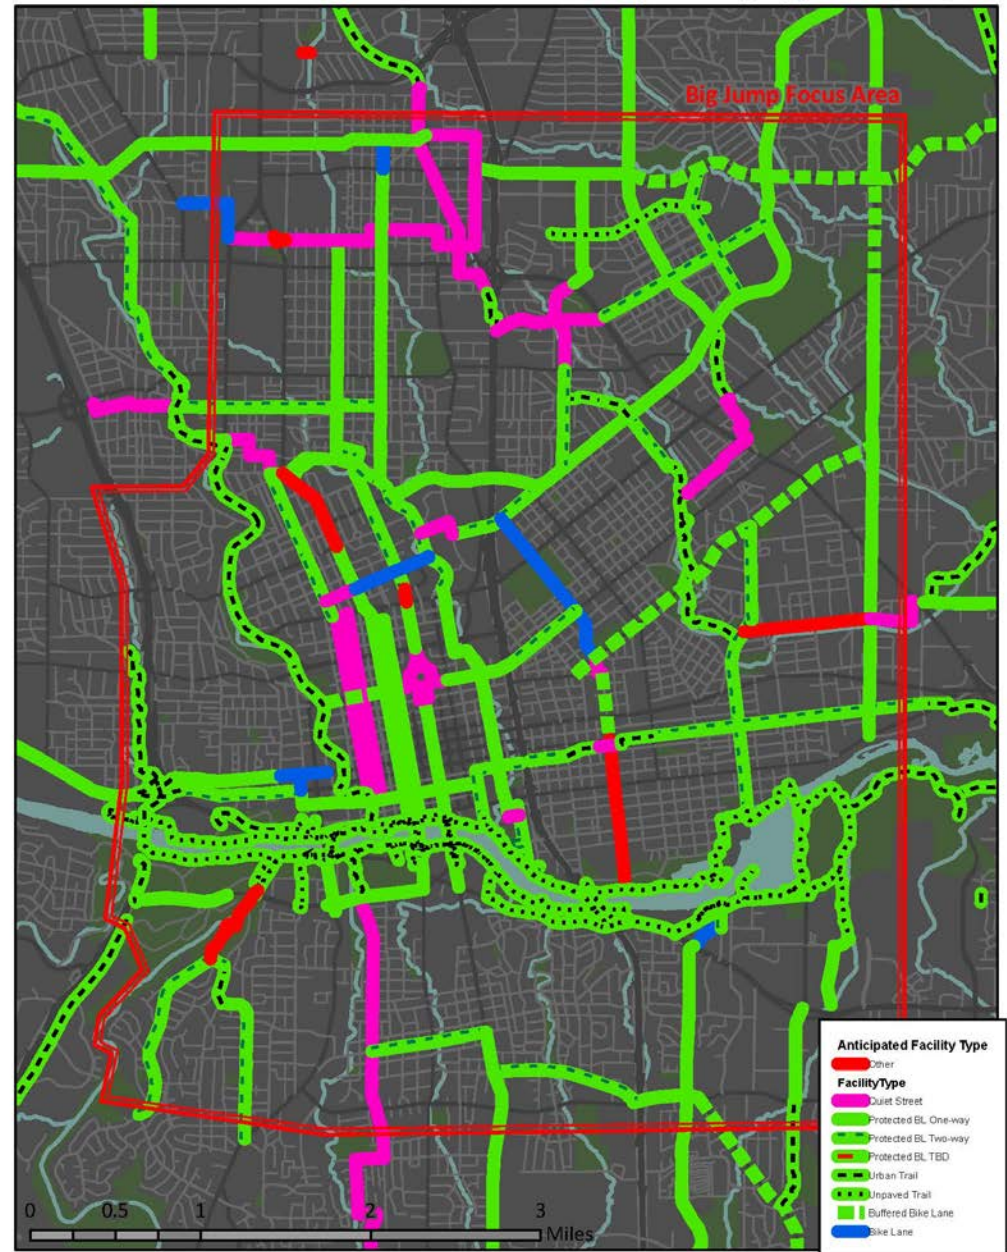 Big Jump Focus Area
Anticipated Facility Type
Other
FacilityType
Quiet Street
Protected BL One-way
Protected BL Two-way
Protected BL TBD
Urban Trail
Unpaved Trail
Buffered Bike Lane
Bike Lane
0 0.5 1 2 3
Miles